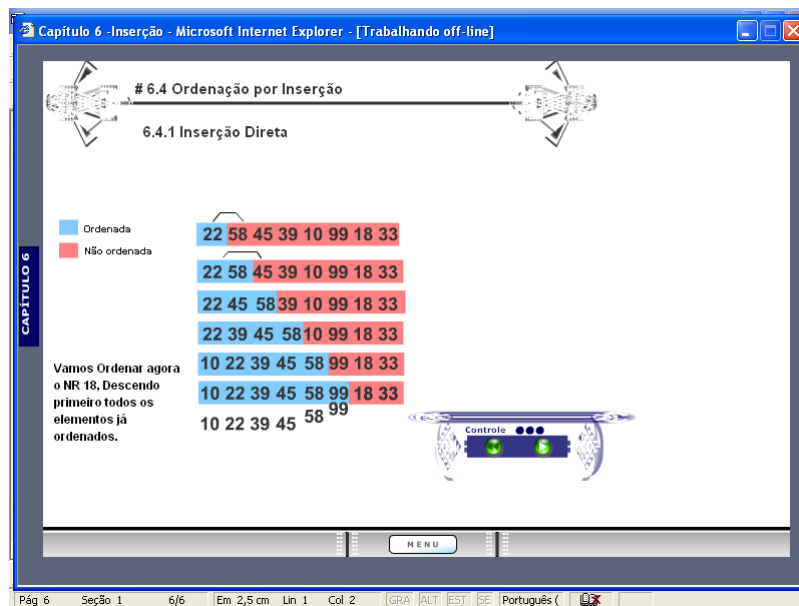 Capítulo 6 -Inserção - Microsoft Internet Explorer - [Trabalhando off-line]
# 6.4 Ordenação por Inserção
6.4.1 Inserção Direta
Ordenada
Não ordenada
22 58 45 39 10 99 18 33
22 58 45 39 10 99 18 33
22 45 58 39 10 99 18 33
22 39 45 58 10 99 18 33
10 22 39 45 58 99 18 33
10 22 39 45 58 99 18 33
10 22 39 45 58 99
CAPÍTULO 6
Vamos Ordenar agora
o NR 18, Descendo
primeiro todos os
elementos já
ordenados.
Controle
MENU
Pág 6 Seção 1 6/6 Em 2,5 cm Lin 1 Col 2 GRA ALT EST SE Português (